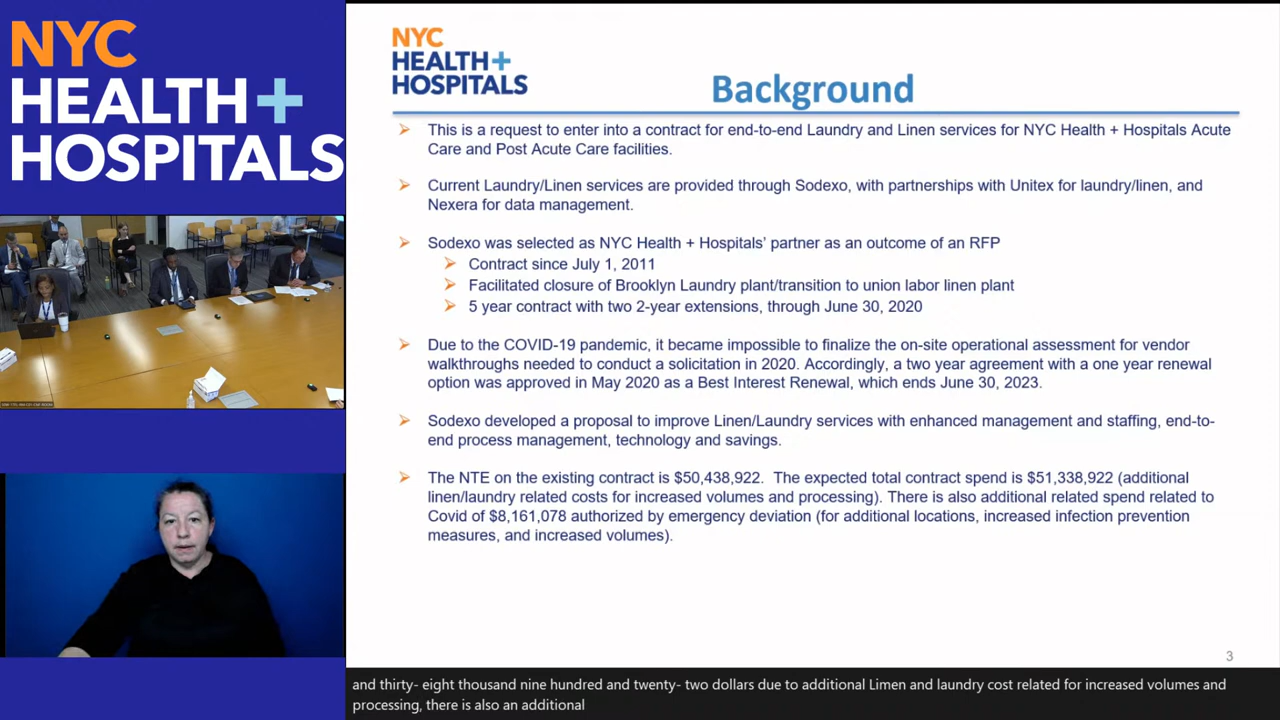 NYC
HEALTH+
HOSPITALS
NYC
HEALTH+
HOSPITALS
Background
This is a request to enter into a contract for end-to-end Laundry and Linen services for NYC Health + Hospitals Acute
Care and Post Acute Care facilities.
Current Laundry/Linen services are provided through Sodexo, with partnerships with Unitex for laundry/linen, and
Nexera for data management.
Sodexo was selected as NYC Health + Hospitals' partner as an outcome of an RFP
Contract since July 1, 2011
Facilitated closure of Brooklyn Laundry plant/transition to union labor linen plant
5 year contract with two 2-year extensions, through June 30, 2020
Due to the COVID-19 pandemic, it became impossible to finalize the on-site operational assessment for vendor
walkthroughs needed to conduct a solicitation in 2020. Accordingly, a two year agreement with a one year renewal
option was approved in May 2020 as a Best Interest Renewal, which ends June 30, 2023.
Sodexo developed a proposal to improve Linen/Laundry services with enhanced management and staffing, end-to-
end process management, technology and savings.
The NTE on the existing contract is $50,438,922. The expected total contract spend is $51,338,922 (additional
linen/laundry related costs for increased volumes and processing). There is also additional related spend related to
Covid of $8,161,078 authorized by emergency deviation (for additional locations, increased infection prevention
measures, and increased volumes).
3
and thirty- eight thousand nine hundred and twenty- two dollars due to additional Limen and laundry cost related for increased volumes and
processing, there is also an additional